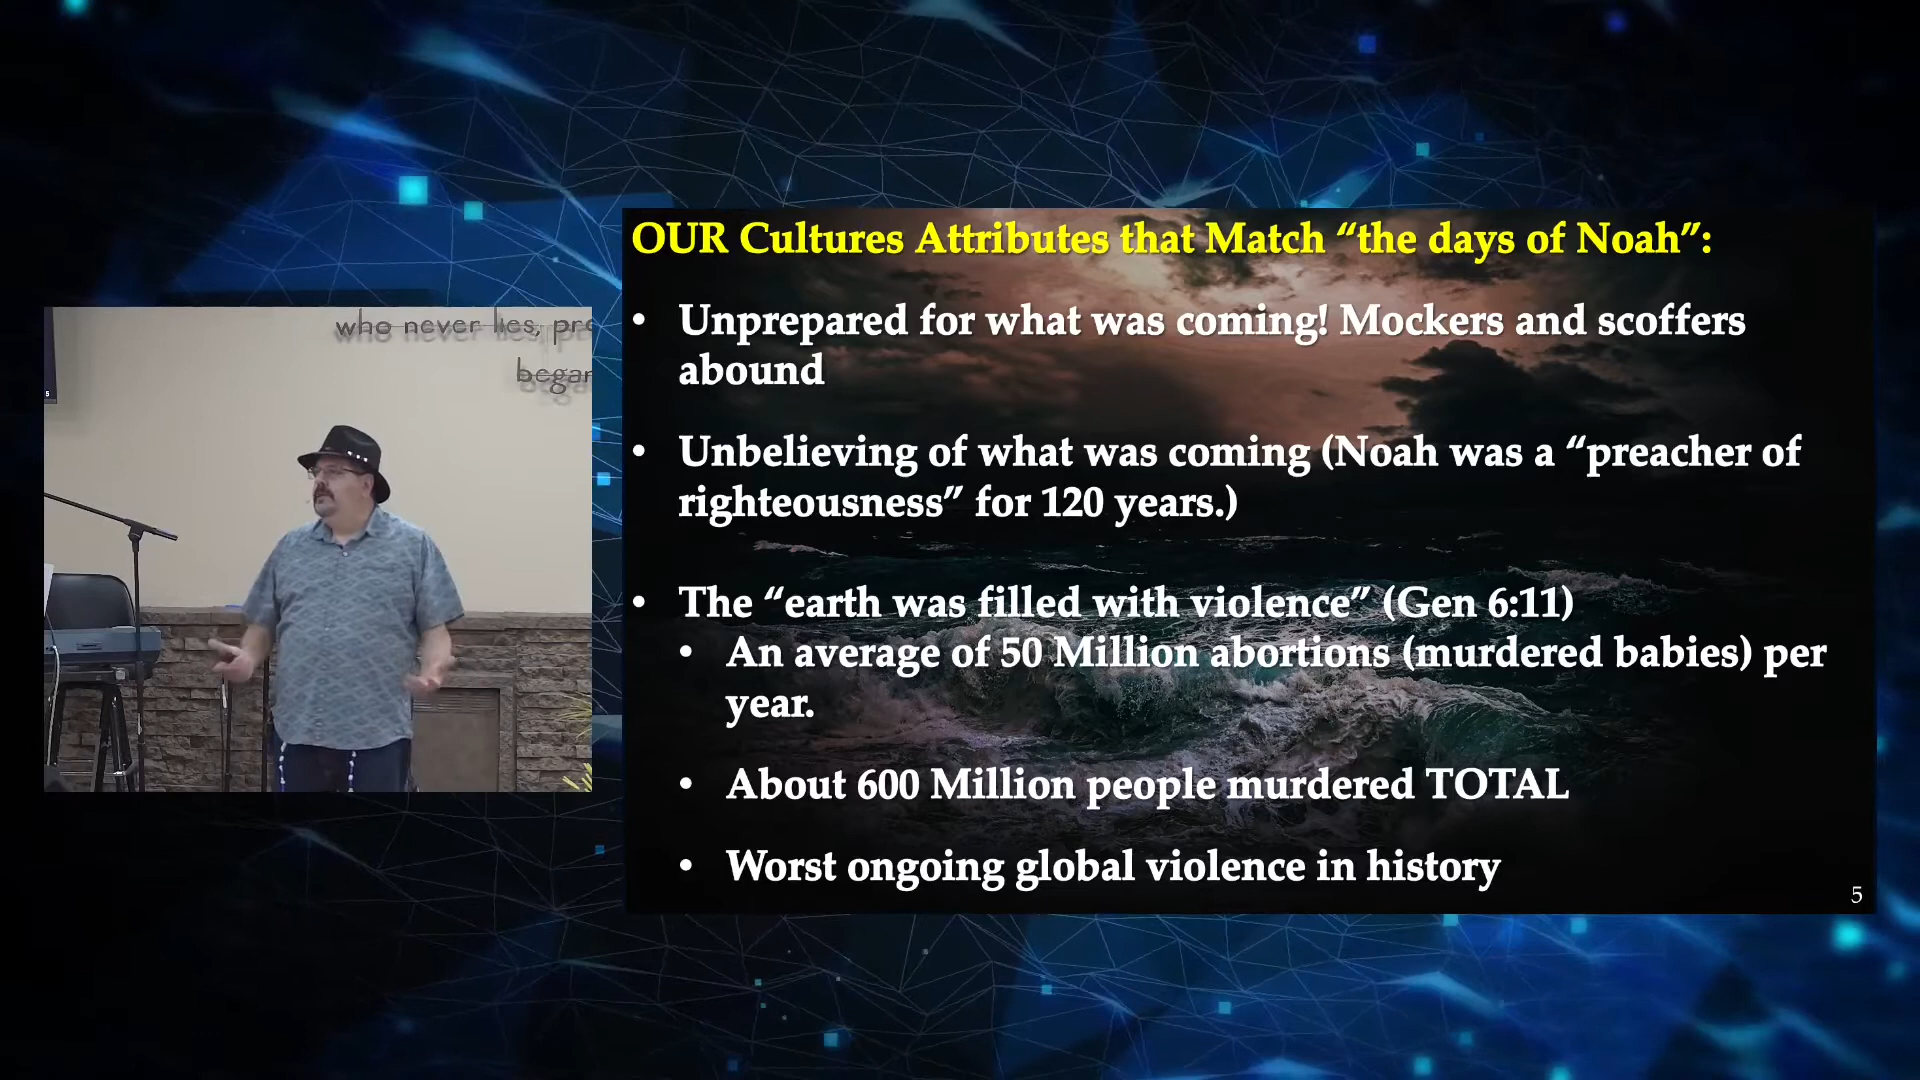 who never lies,
began
OUR Cultures Attributes that Match “the days of Noah”:
• Unprepared for what was coming! Mockers and scoffers
abound
• Unbelieving of what was coming (Noah was a “preacher of
righteousness” for 120 years.)
• The “earth was filled with violence” (Gen 6:11)
• An average of 50 Million abortions (murdered babies) per
year.
• About 600 Million people murdered TOTAL
• Worst ongoing global violence in history
5